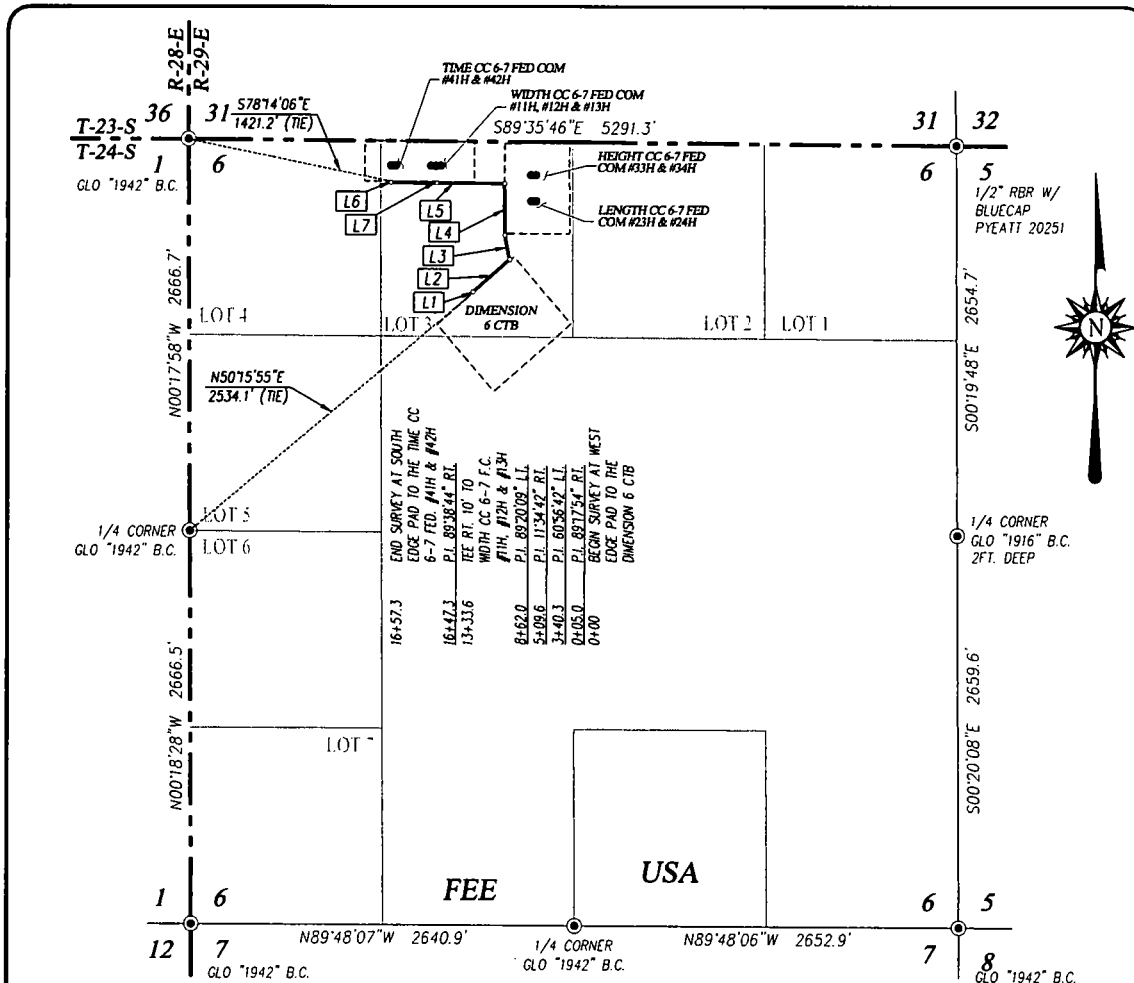 R-28-E
R-29-E
TIME CC 6-7 FED COM
#41H & #42H
WIDTH CC 6-7 FED COM
#11H, #12H & #13H
36
31
S78°14'06"E
1421.2' (TIE)
S89°35'46"E 5291.3'
31
32
T-23-S
T-24-S
1
6
GLO "1942" B.C.
HEIGHT CC 6-7 FED
COM #33H & #34H
LENGTH CC 6-7 FED
COM #23H & #24H
6
5
1/2" RBR W/
BLUECAP
PYEATT 20251
L6
L7
L5
L4
L3
L2
L1
DIMENSION
6 CTB
N
N00°17'58"W 2666.7'
S00°19'48"E 2654.7'
LOT 4
LOT 3
LOT 2
LOT 1
N50°15'55"E
2534.1' (TIE)
16+57.3 END SURVEY AT SOUTH
EDGE PAD TO THE TIME CC
6-7 FED. #41H & #42H
16+47.3 P.I. 89°38'44" RT.
13+33.6 TEE RT. 10' TO
WIDTH CC 6-7 F.C.
#11H, #12H & #13H
8+62.0 P.I. 89°20'09" LT.
5+09.6 P.I. 11°34'42" RT.
3+40.3 P.I. 60°56'42" LT.
0+05.0 P.I. 89°17'54" RT.
0+00 BEGIN SURVEY AT WEST
EDGE PAD TO THE
DIMENSION 6 CTB
LOT 5
LOT 6
1/4 CORNER
GLO "1942" B.C.
1/4 CORNER
GLO "1916" B.C.
2FT. DEEP
N00°18'28"W 2666.5'
S00°20'08"E 2659.6'
LOT 7
FEE
USA
1
6
6
5
12
7
GLO "1942" B.C.
N89°48'07"W 2640.9'
1/4 CORNER
GLO "1942" B.C.
N89°48'06"W 2652.9'
7
8
GLO "1942" B.C.